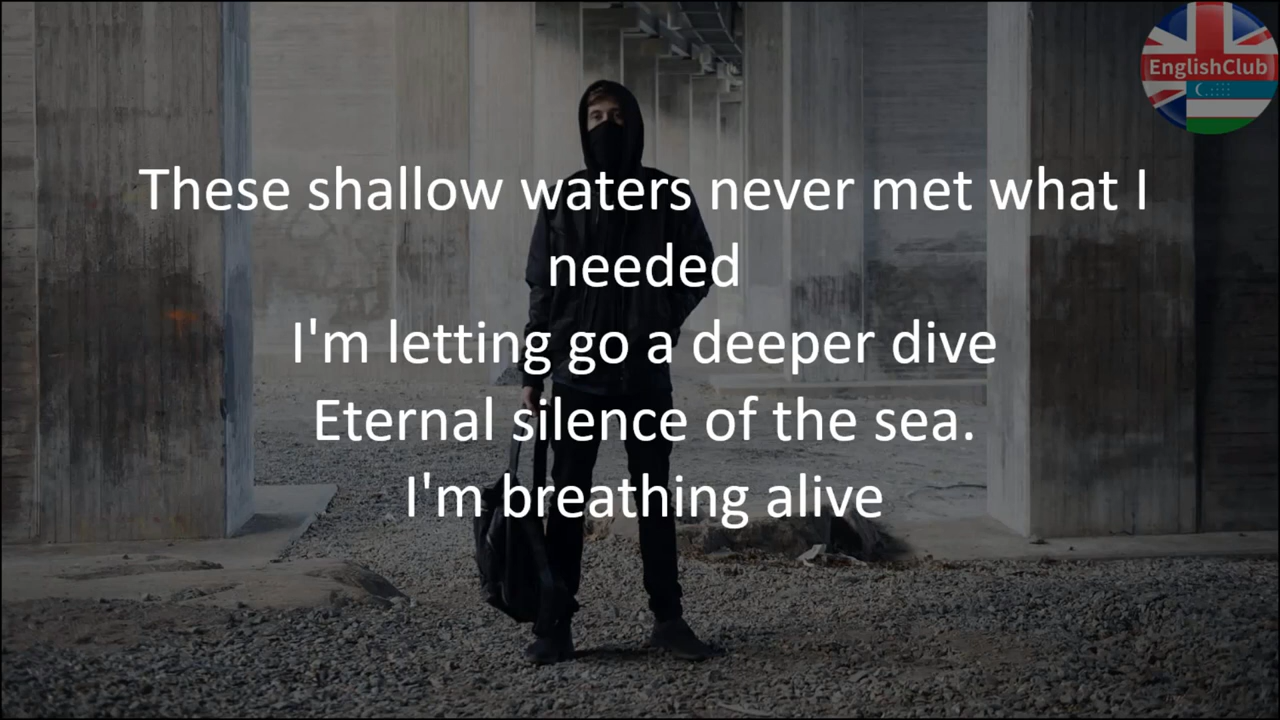 EnglishClub
These shallow waters never met what I
needed
I'm letting go a deeper dive
Eternal silence of the sea.
I'm breathing alive